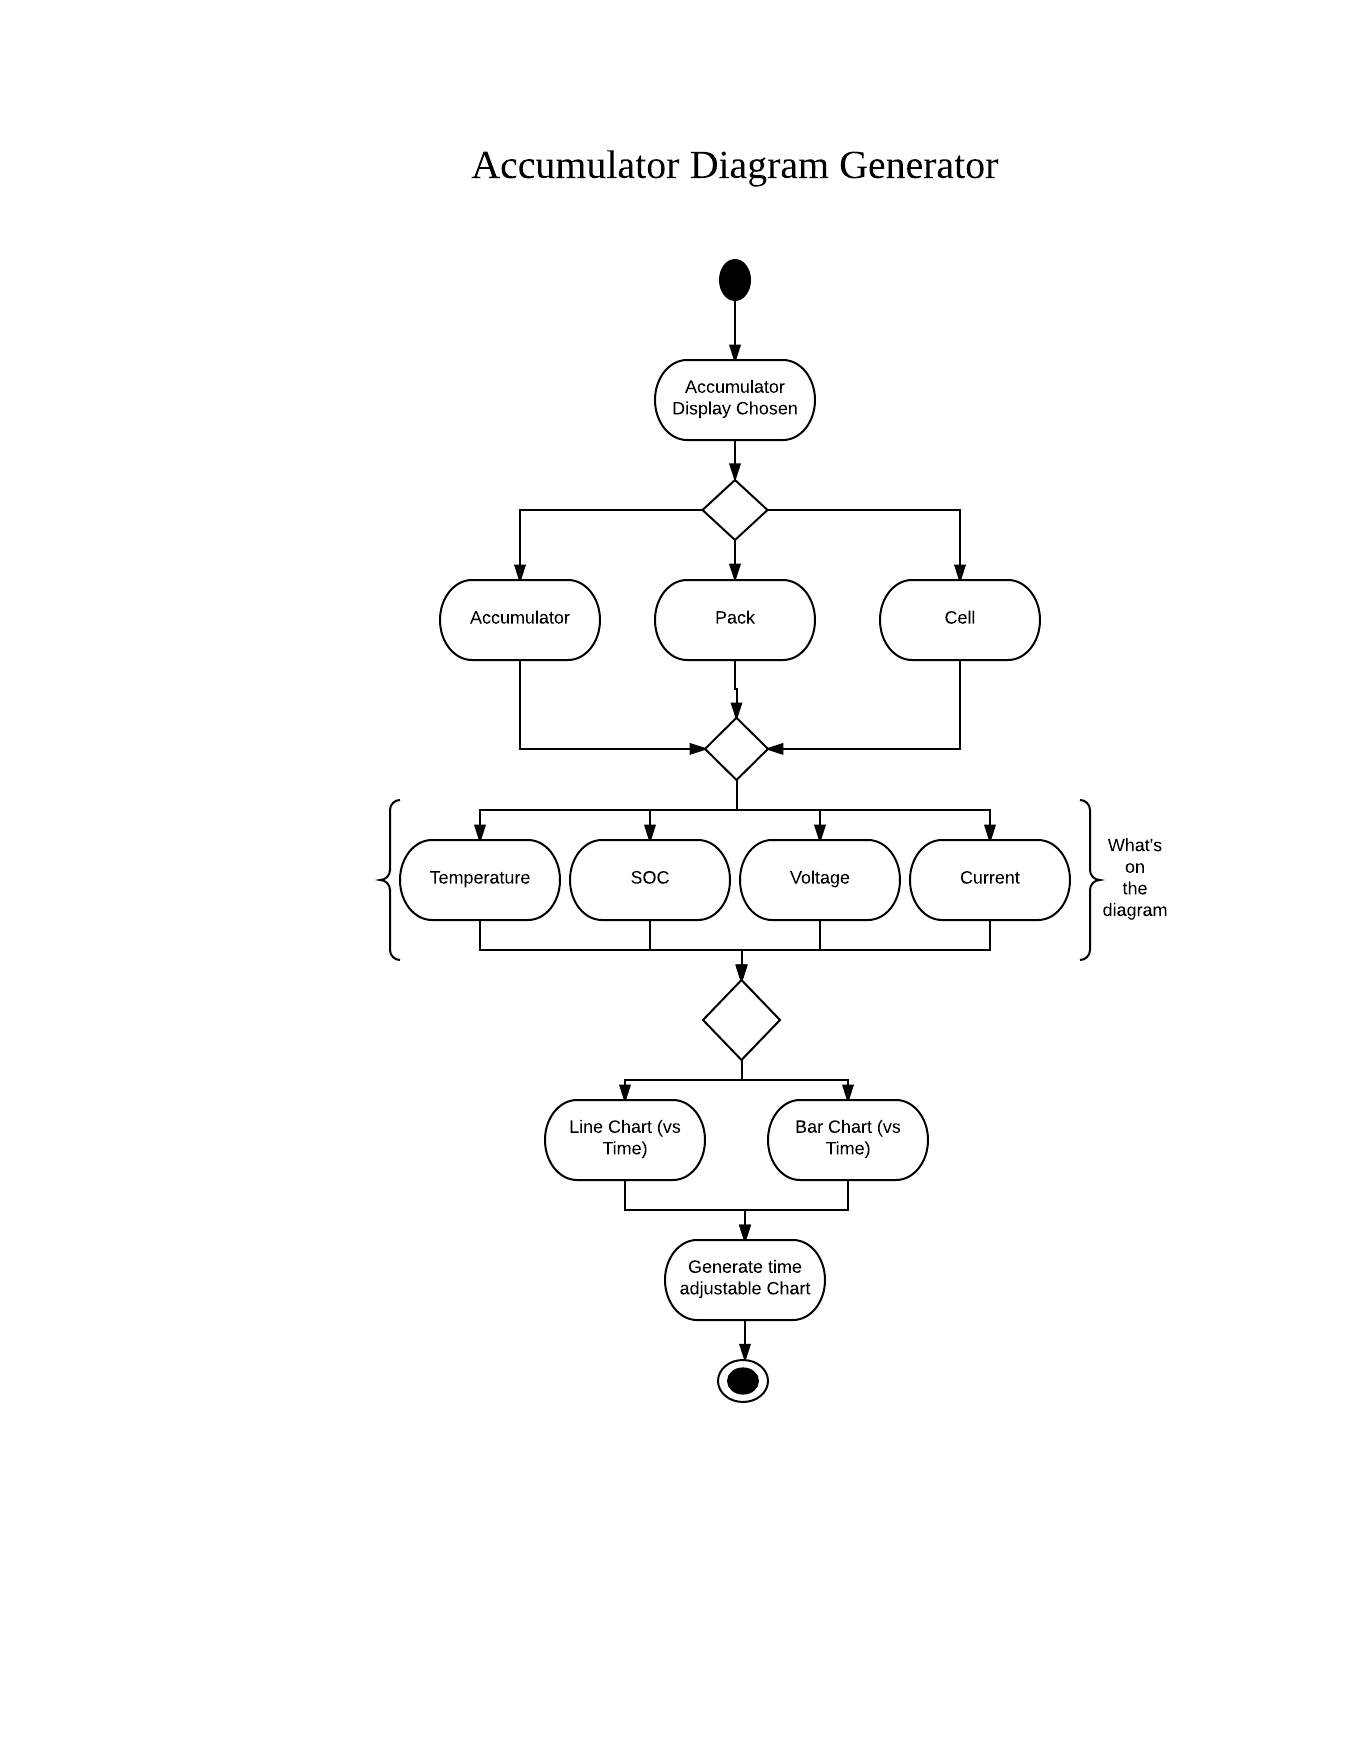 Accumulator Diagram Generator
Accumulator
Display Chosen
Accumulator
Pack
Cell
Temperature
SOC
Voltage
Current
What's
on
the
diagram
Line Chart (vs
Time)
Bar Chart (vs
Time)
Generate time
adjustable Chart